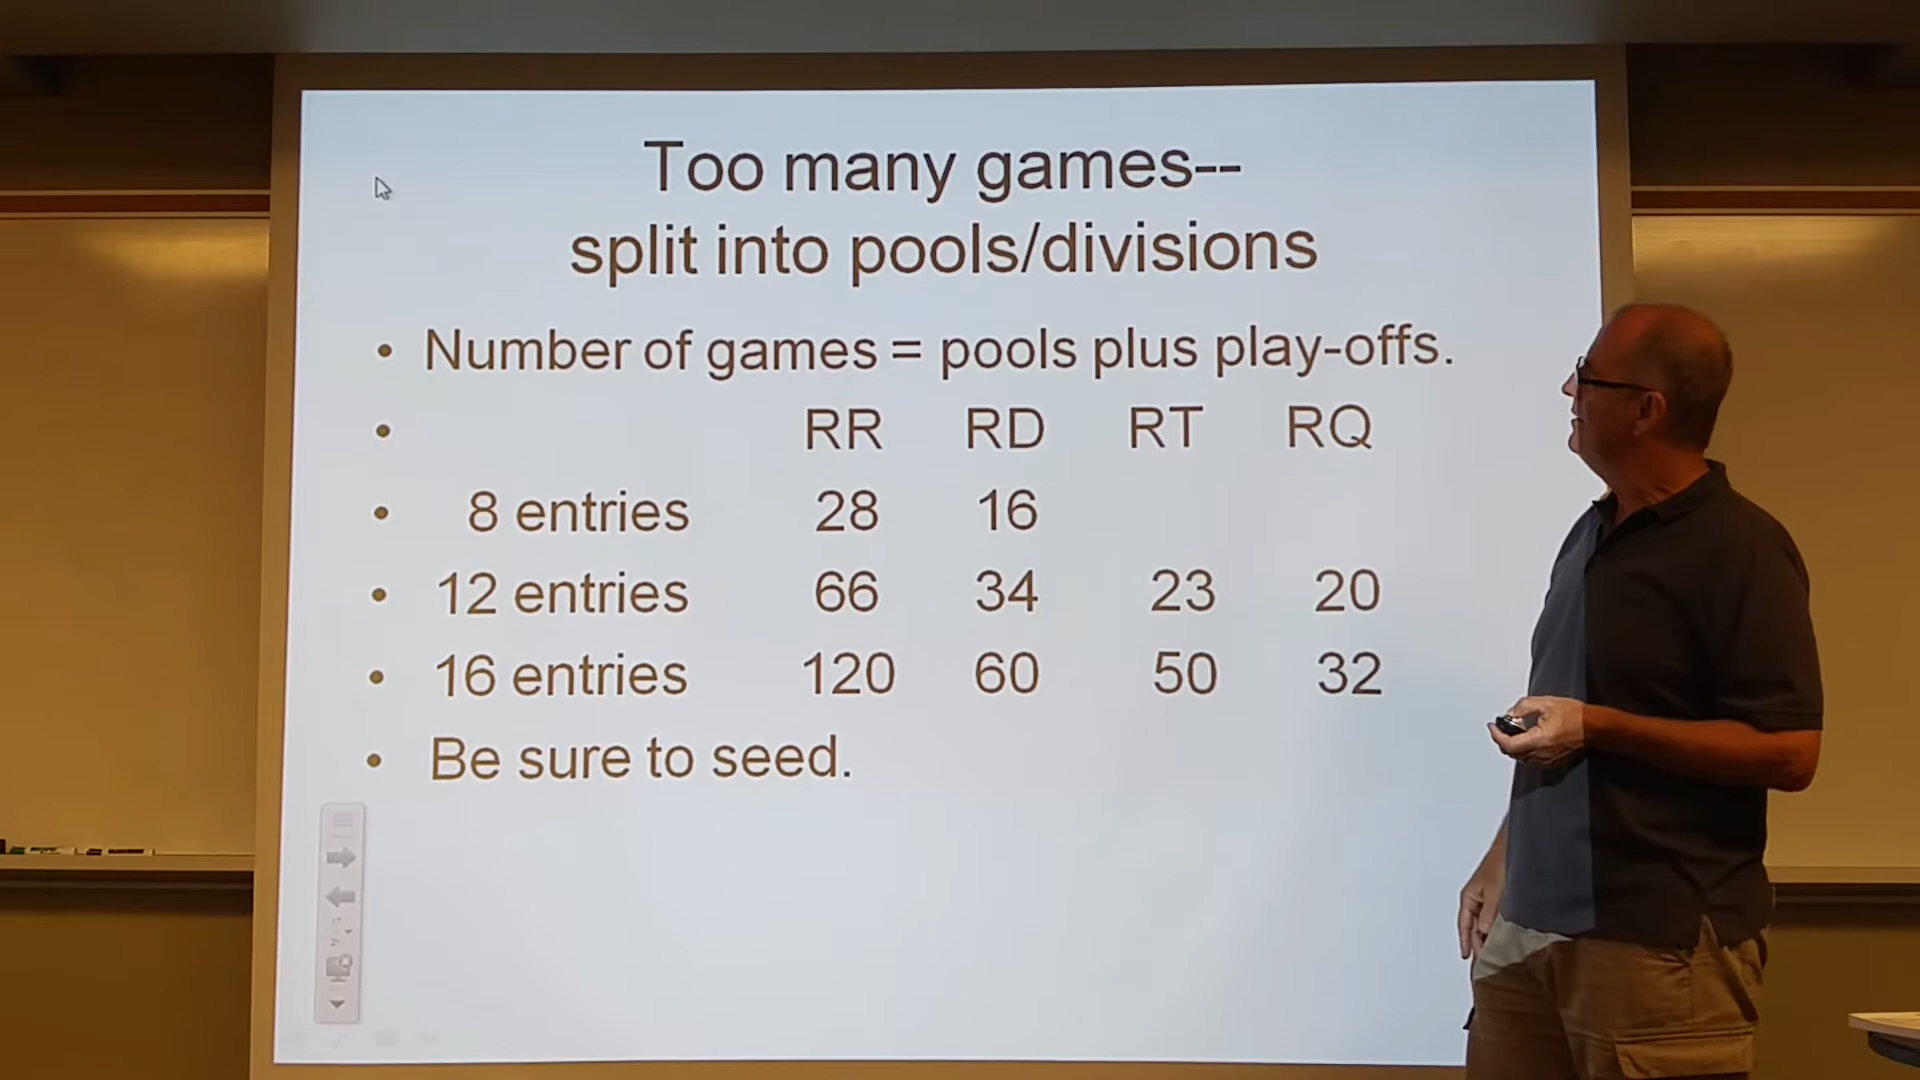 Too many games--
split into pools/divisions
• Number of games = pools plus play-offs.
• RR RD RT RQ
• 8 entries 28 16
• 12 entries 66 34 23 20
• 16 entries 120 60 50 32
• Be sure to seed.